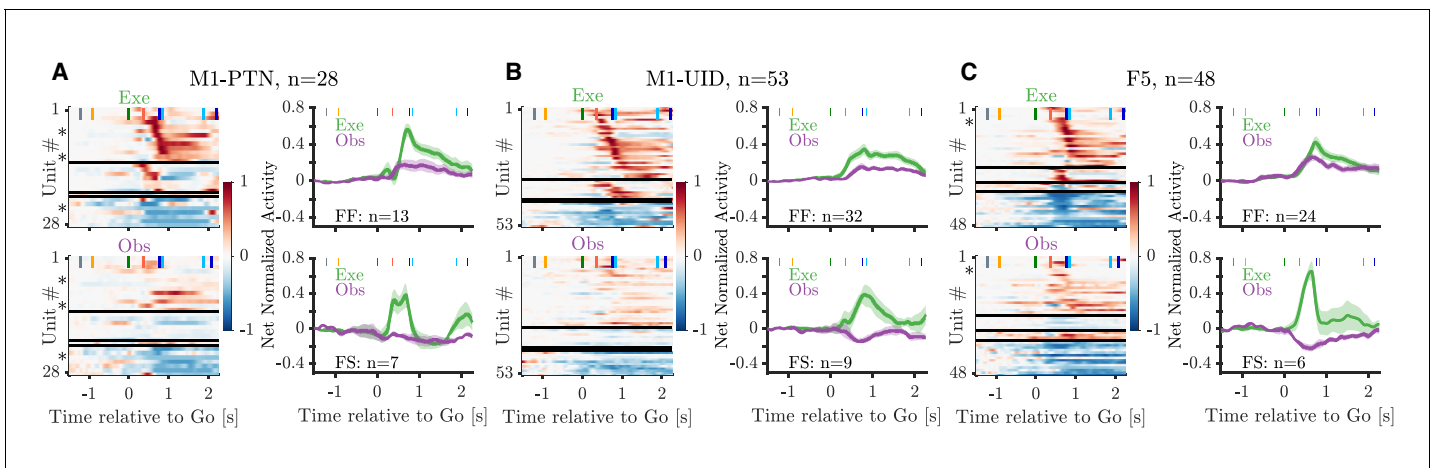 A
M1-PTN, n=28
Exe
1
*
*
*
28
Unit #
1
0
-1
Obs
1
*
*
*
28
Unit #
-1 0 1 2
Time relative to Go [s]
0.8
0.4
0
-0.4
Exe
Obs
FF: n=13
Net Normalized Activity
0.8
0.4
0
-0.4
Exe
Obs
FS: n=7
-1 0 1 2
Time relative to Go [s]
B
M1-UID, n=53
Exe
1
53
Unit #
1
0
-1
Obs
1
53
Unit #
-1 0 1 2
Time relative to Go [s]
0.8
0.4
0
-0.4
Exe
Obs
FF: n=32
Net Normalized Activity
0.8
0.4
0
-0.4
Exe
Obs
FS: n=9
-1 0 1 2
Time relative to Go [s]
C
F5, n=48
Exe
1
*
48
Unit #
1
0
-1
Obs
1
*
48
Unit #
-1 0 1 2
Time relative to Go [s]
0.8
0.4
0
-0.4
Exe
Obs
FF: n=24
Net Normalized Activity
0.8
0.4
0
-0.4
Exe
Obs
FS: n=6
-1 0 1 2
Time relative to Go [s]